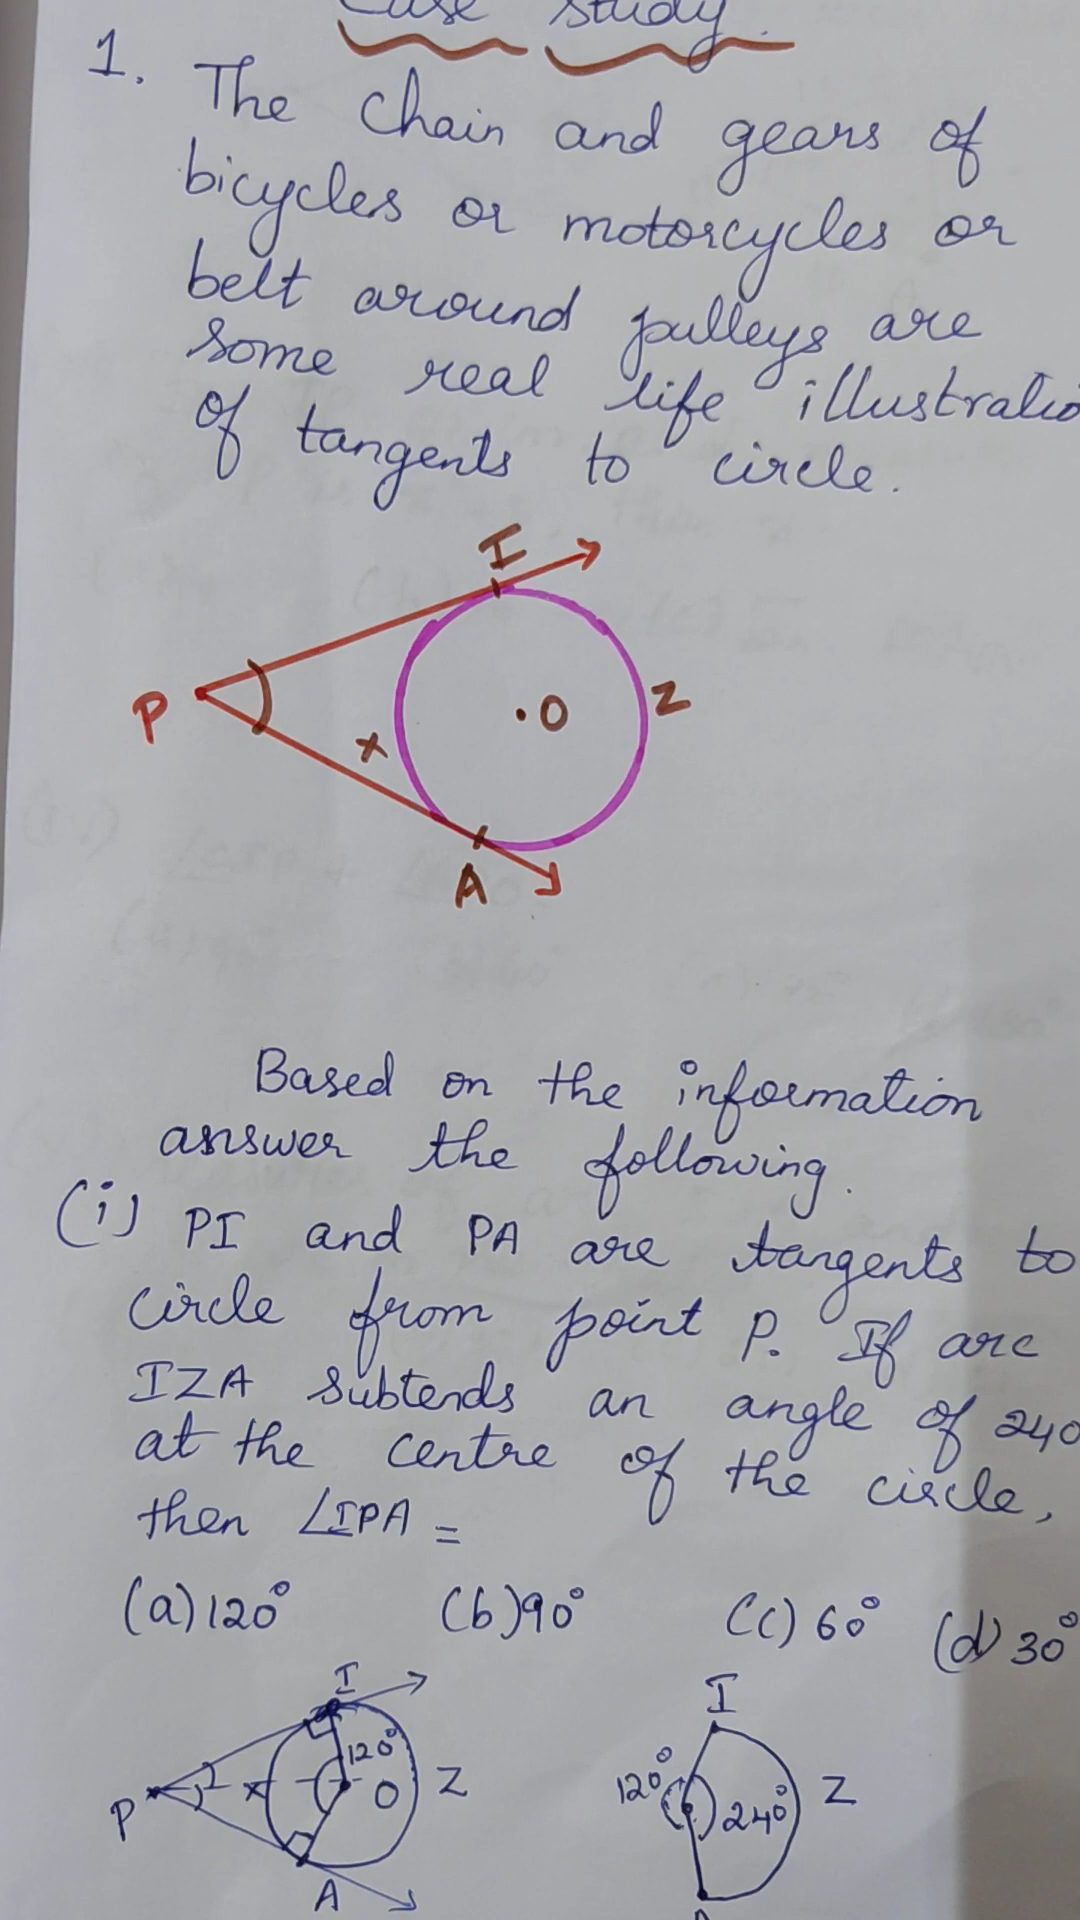 Case Study.
1. The Chain and gears of
bicycles or motorcycles or
belt around pulleys are
some real life illustratio
of tangents to circle.
I
P
Z
.O
x
A
Based on the information
answer the following.
(i) PI and PA are tangents to
circle from point P. If arc
IZA subtends an angle of 240
at the centre of the circle,
then ∠IPA =
(a) 120° (b) 90° (c) 60° (d) 30°
I
120°
P
x
O
Z
A
I
120°
240°
Z
A